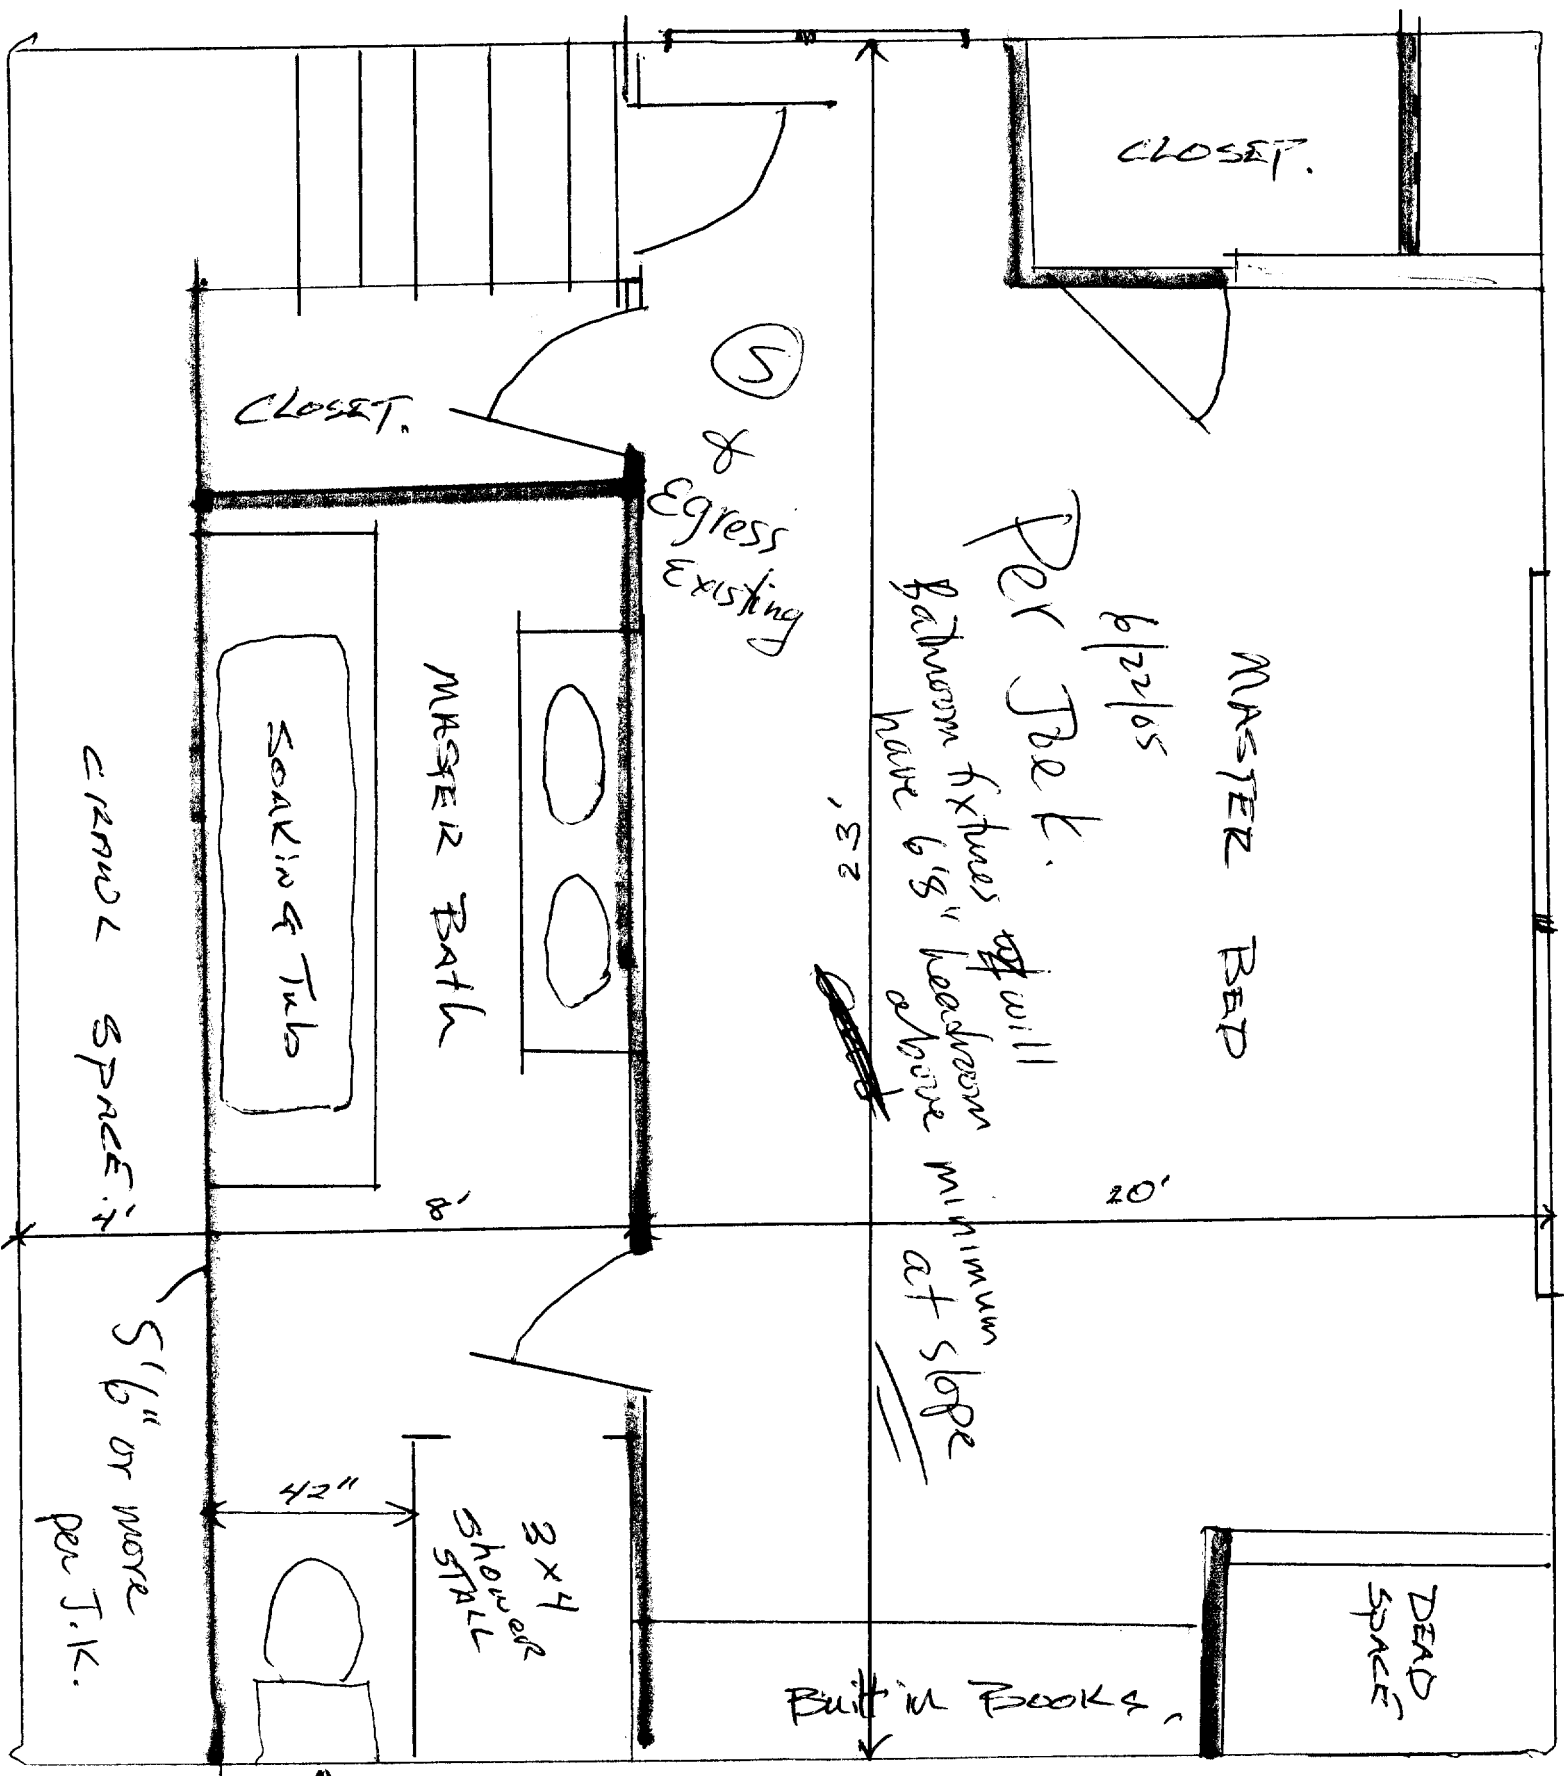 CLOSET.
CLOSET.
S
&
Egress
Existing
MASTER BED
6/22/05
Per Joe K.
Bathroom fixtures will
have 6'8" headroom
above minimum
at slope
23'
20'
8'
MASTER BATH
SOAKING TUB
CRAWL SPACE
5'6" or more
per J.K.
42"
3x4
SHOWER
STALL
Built in BOOKS,
DEAD
SPACE